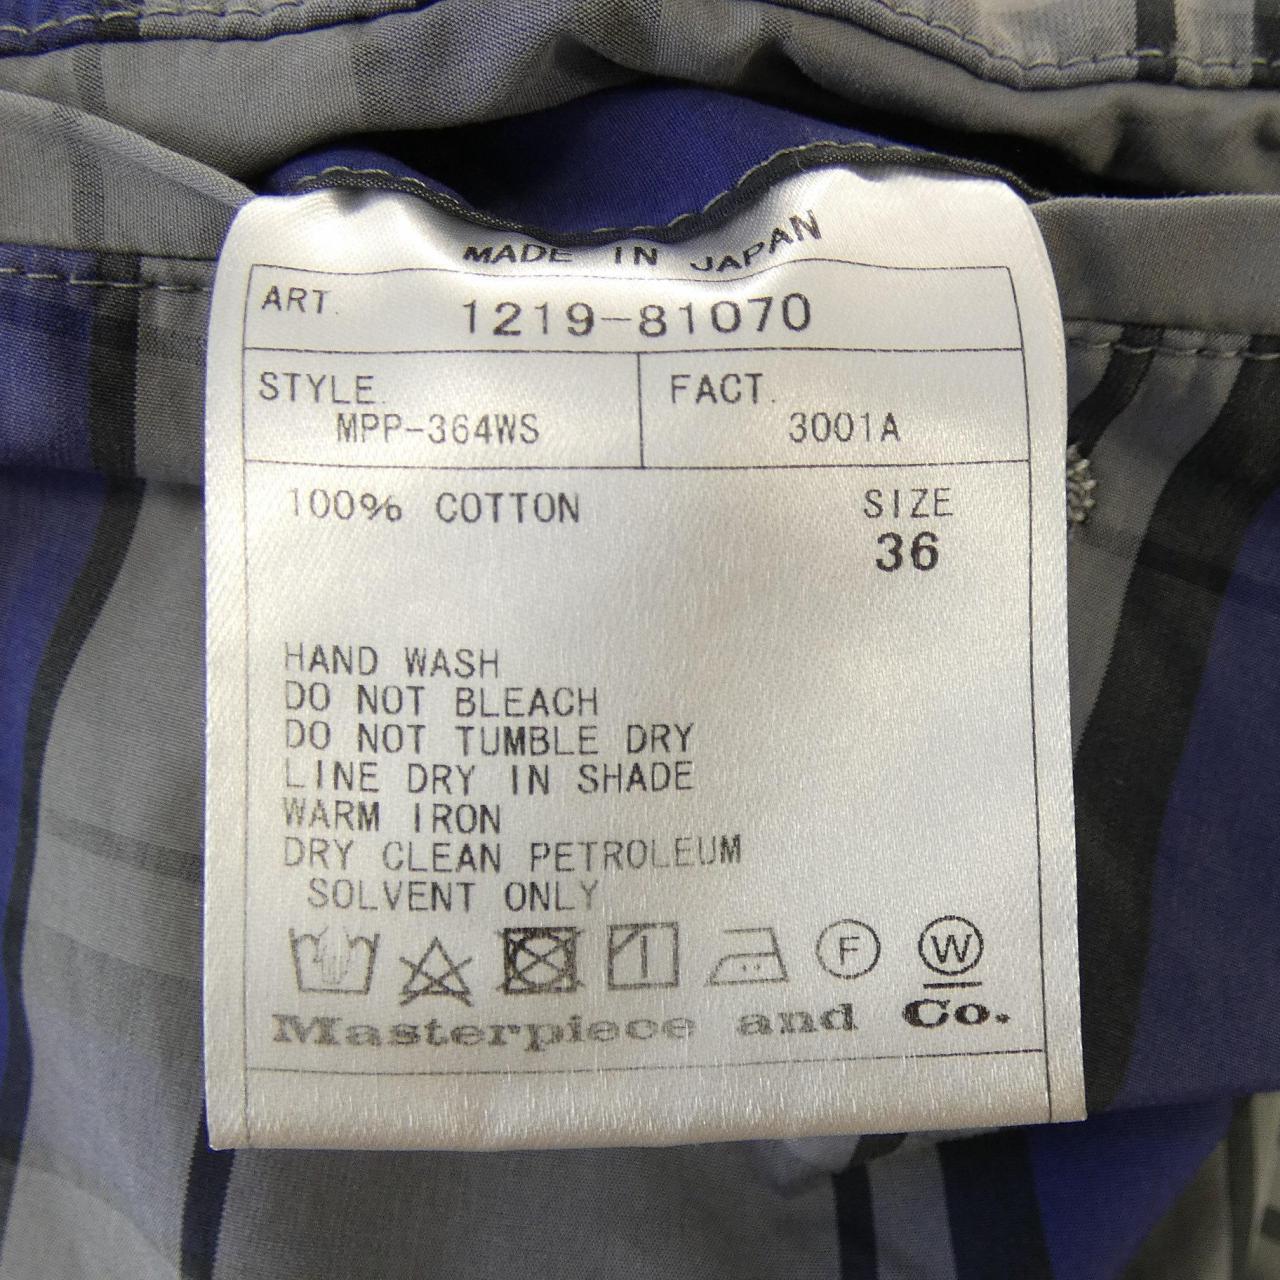 MADE IN JAPAN
ART. 1219-81070
STYLE.
MPP-364WS
FACT.
3001A
100% COTTON
SIZE
36
HAND WASH
DO NOT BLEACH
DO NOT TUMBLE DRY
LINE DRY IN SHADE
WARM IRON
DRY CLEAN PETROLEUM
SOLVENT ONLY
F W
Masterpiece and Co.